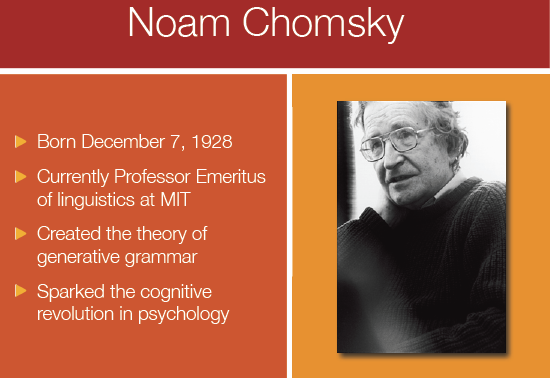 Noam Chomsky
Born December 7, 1928
Currently Professor Emeritus
of linguistics at MIT
Created the theory of
generative grammar
Sparked the cognitive
revolution in psychology